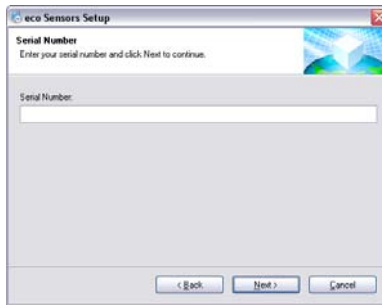 eco Sensors Setup
Serial Number
Enter your serial number and click Next to continue.
Serial Number:
< Back
Next >
Cancel